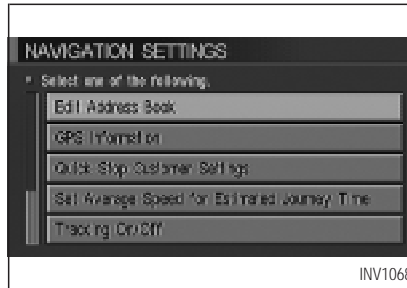 NAVIGATION SETTINGS
Select one of the following.
Edit Address Book
GPS Information
Quick Stop Customer Settings
Set Average Speed for Estimated Journey Time
Tracking On/Off
INV1068